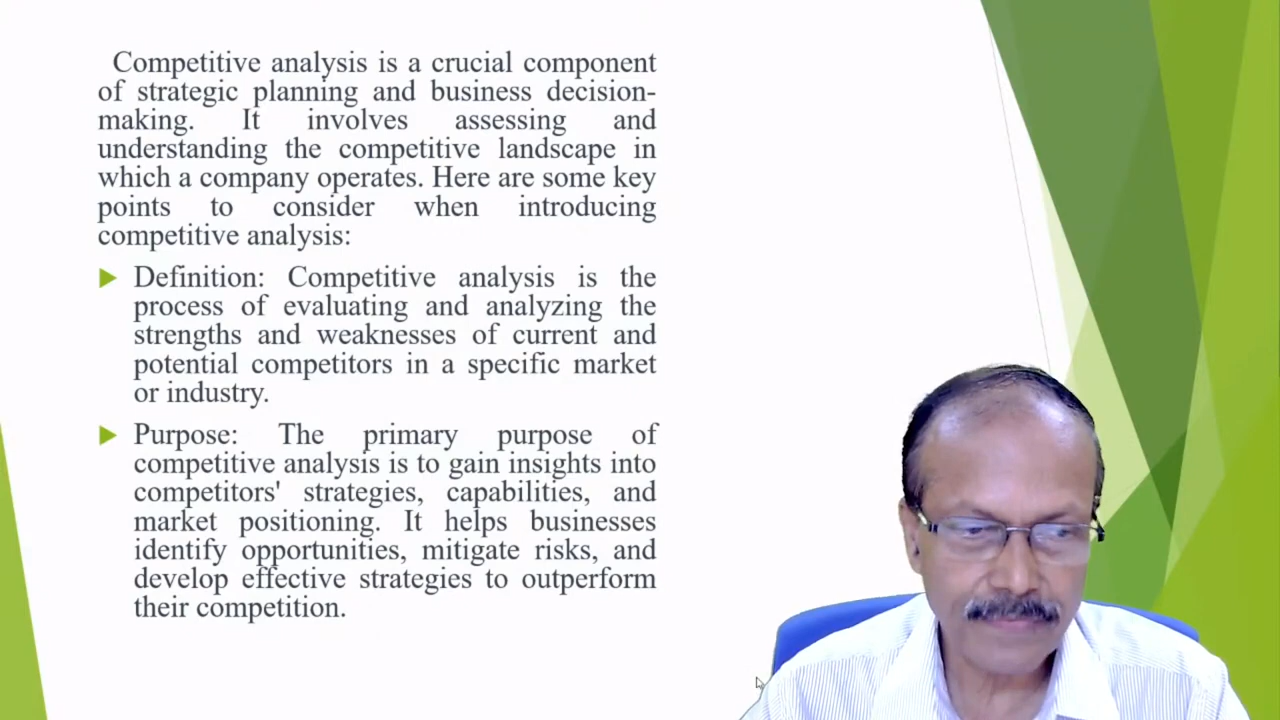 Competitive analysis is a crucial component
of strategic planning and business decision-
making. It involves assessing and
understanding the competitive landscape in
which a company operates. Here are some key
points to consider when introducing
competitive analysis:
Definition: Competitive analysis is the
process of evaluating and analyzing the
strengths and weaknesses of current and
potential competitors in a specific market
or industry.
Purpose: The primary purpose of
competitive analysis is to gain insights into
competitors' strategies, capabilities, and
market positioning. It helps businesses
identify opportunities, mitigate risks, and
develop effective strategies to outperform
their competition.